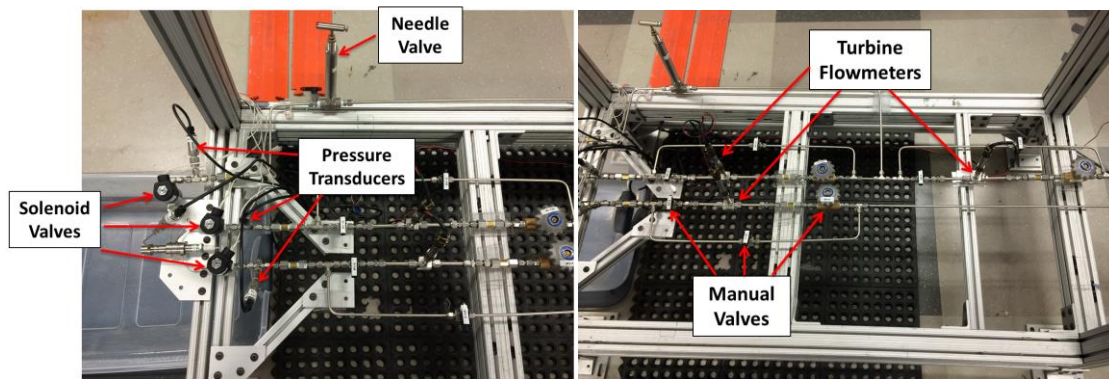 Needle
Valve
Pressure
Transducers
Solenoid
Valves
Turbine
Flowmeters
Manual
Valves